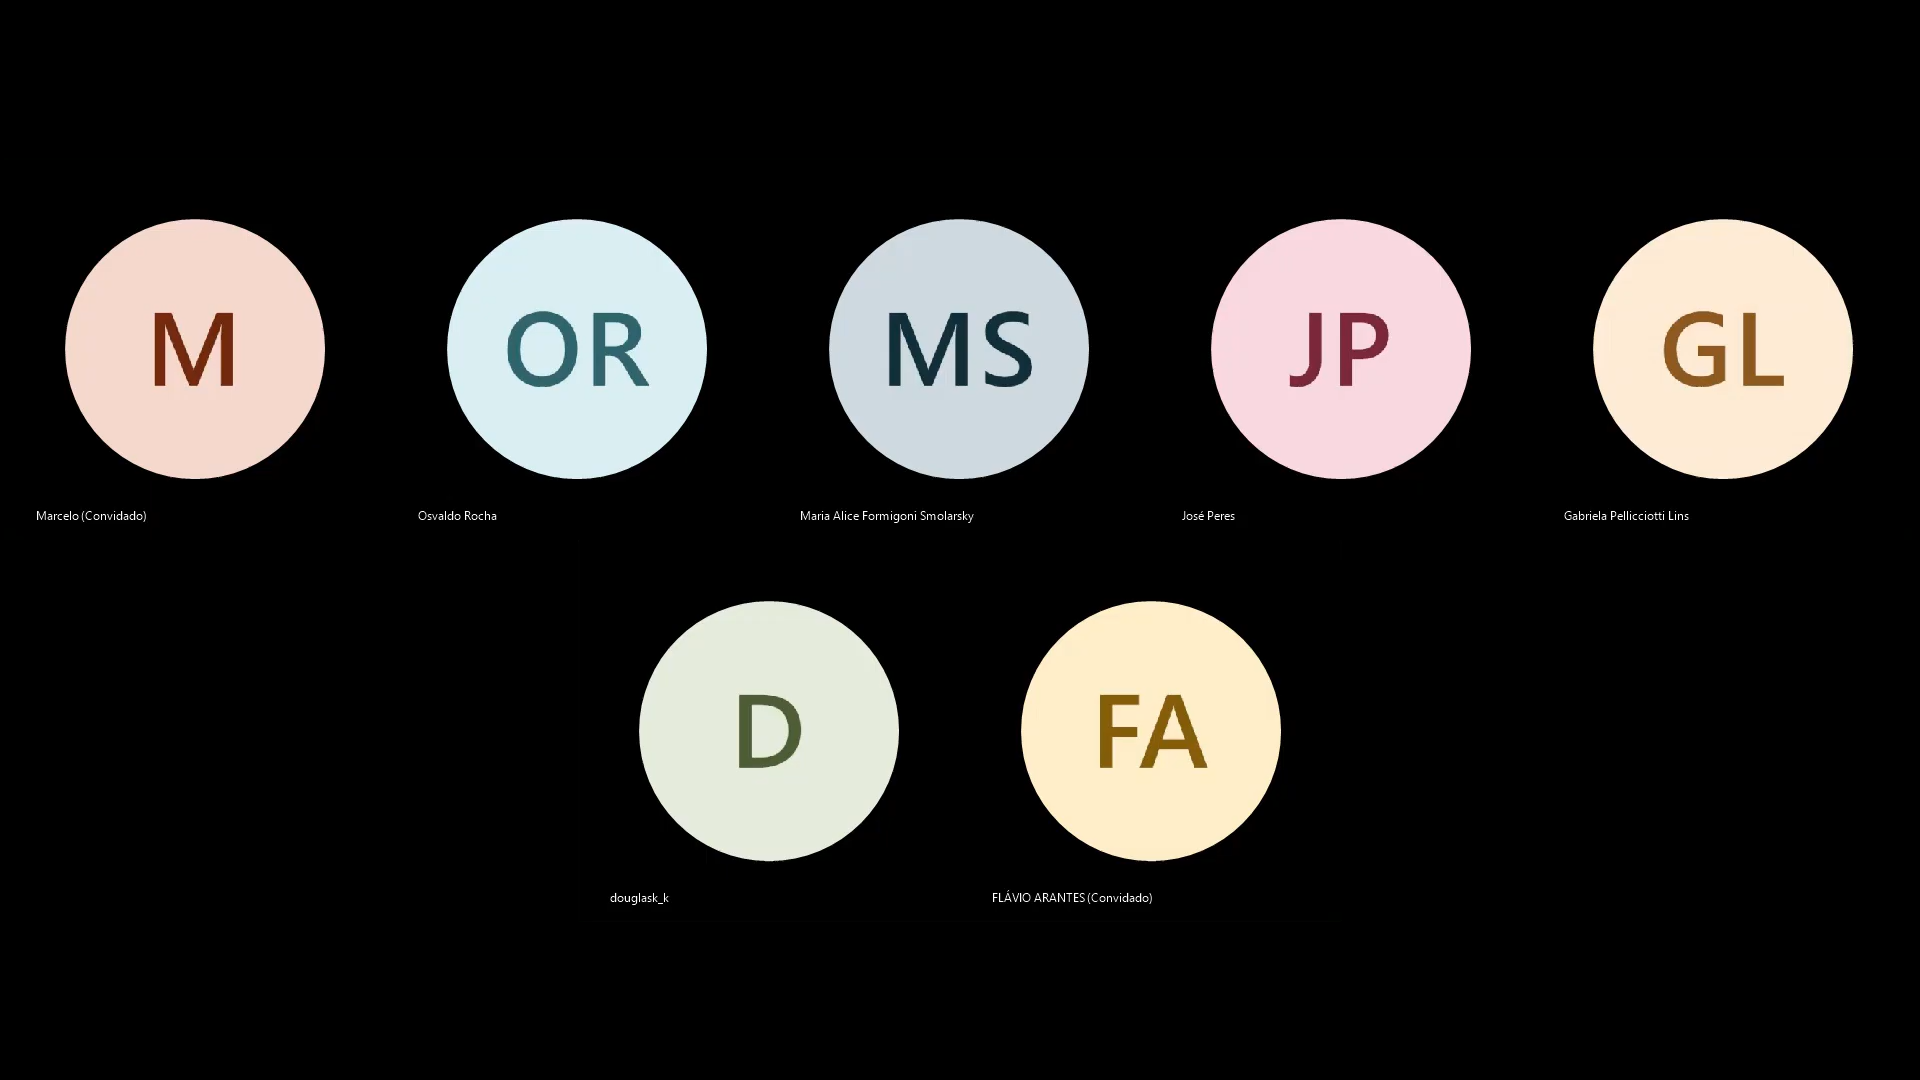 M
OR
MS
JP
GL
Marcelo (Convidado)
Osvaldo Rocha
Maria Alice Formigoni Smolarsky
José Peres
Gabriela Pellicciotti Lins
D
FA
douglask_k
FLÁVIO ARANTES (Convidado)